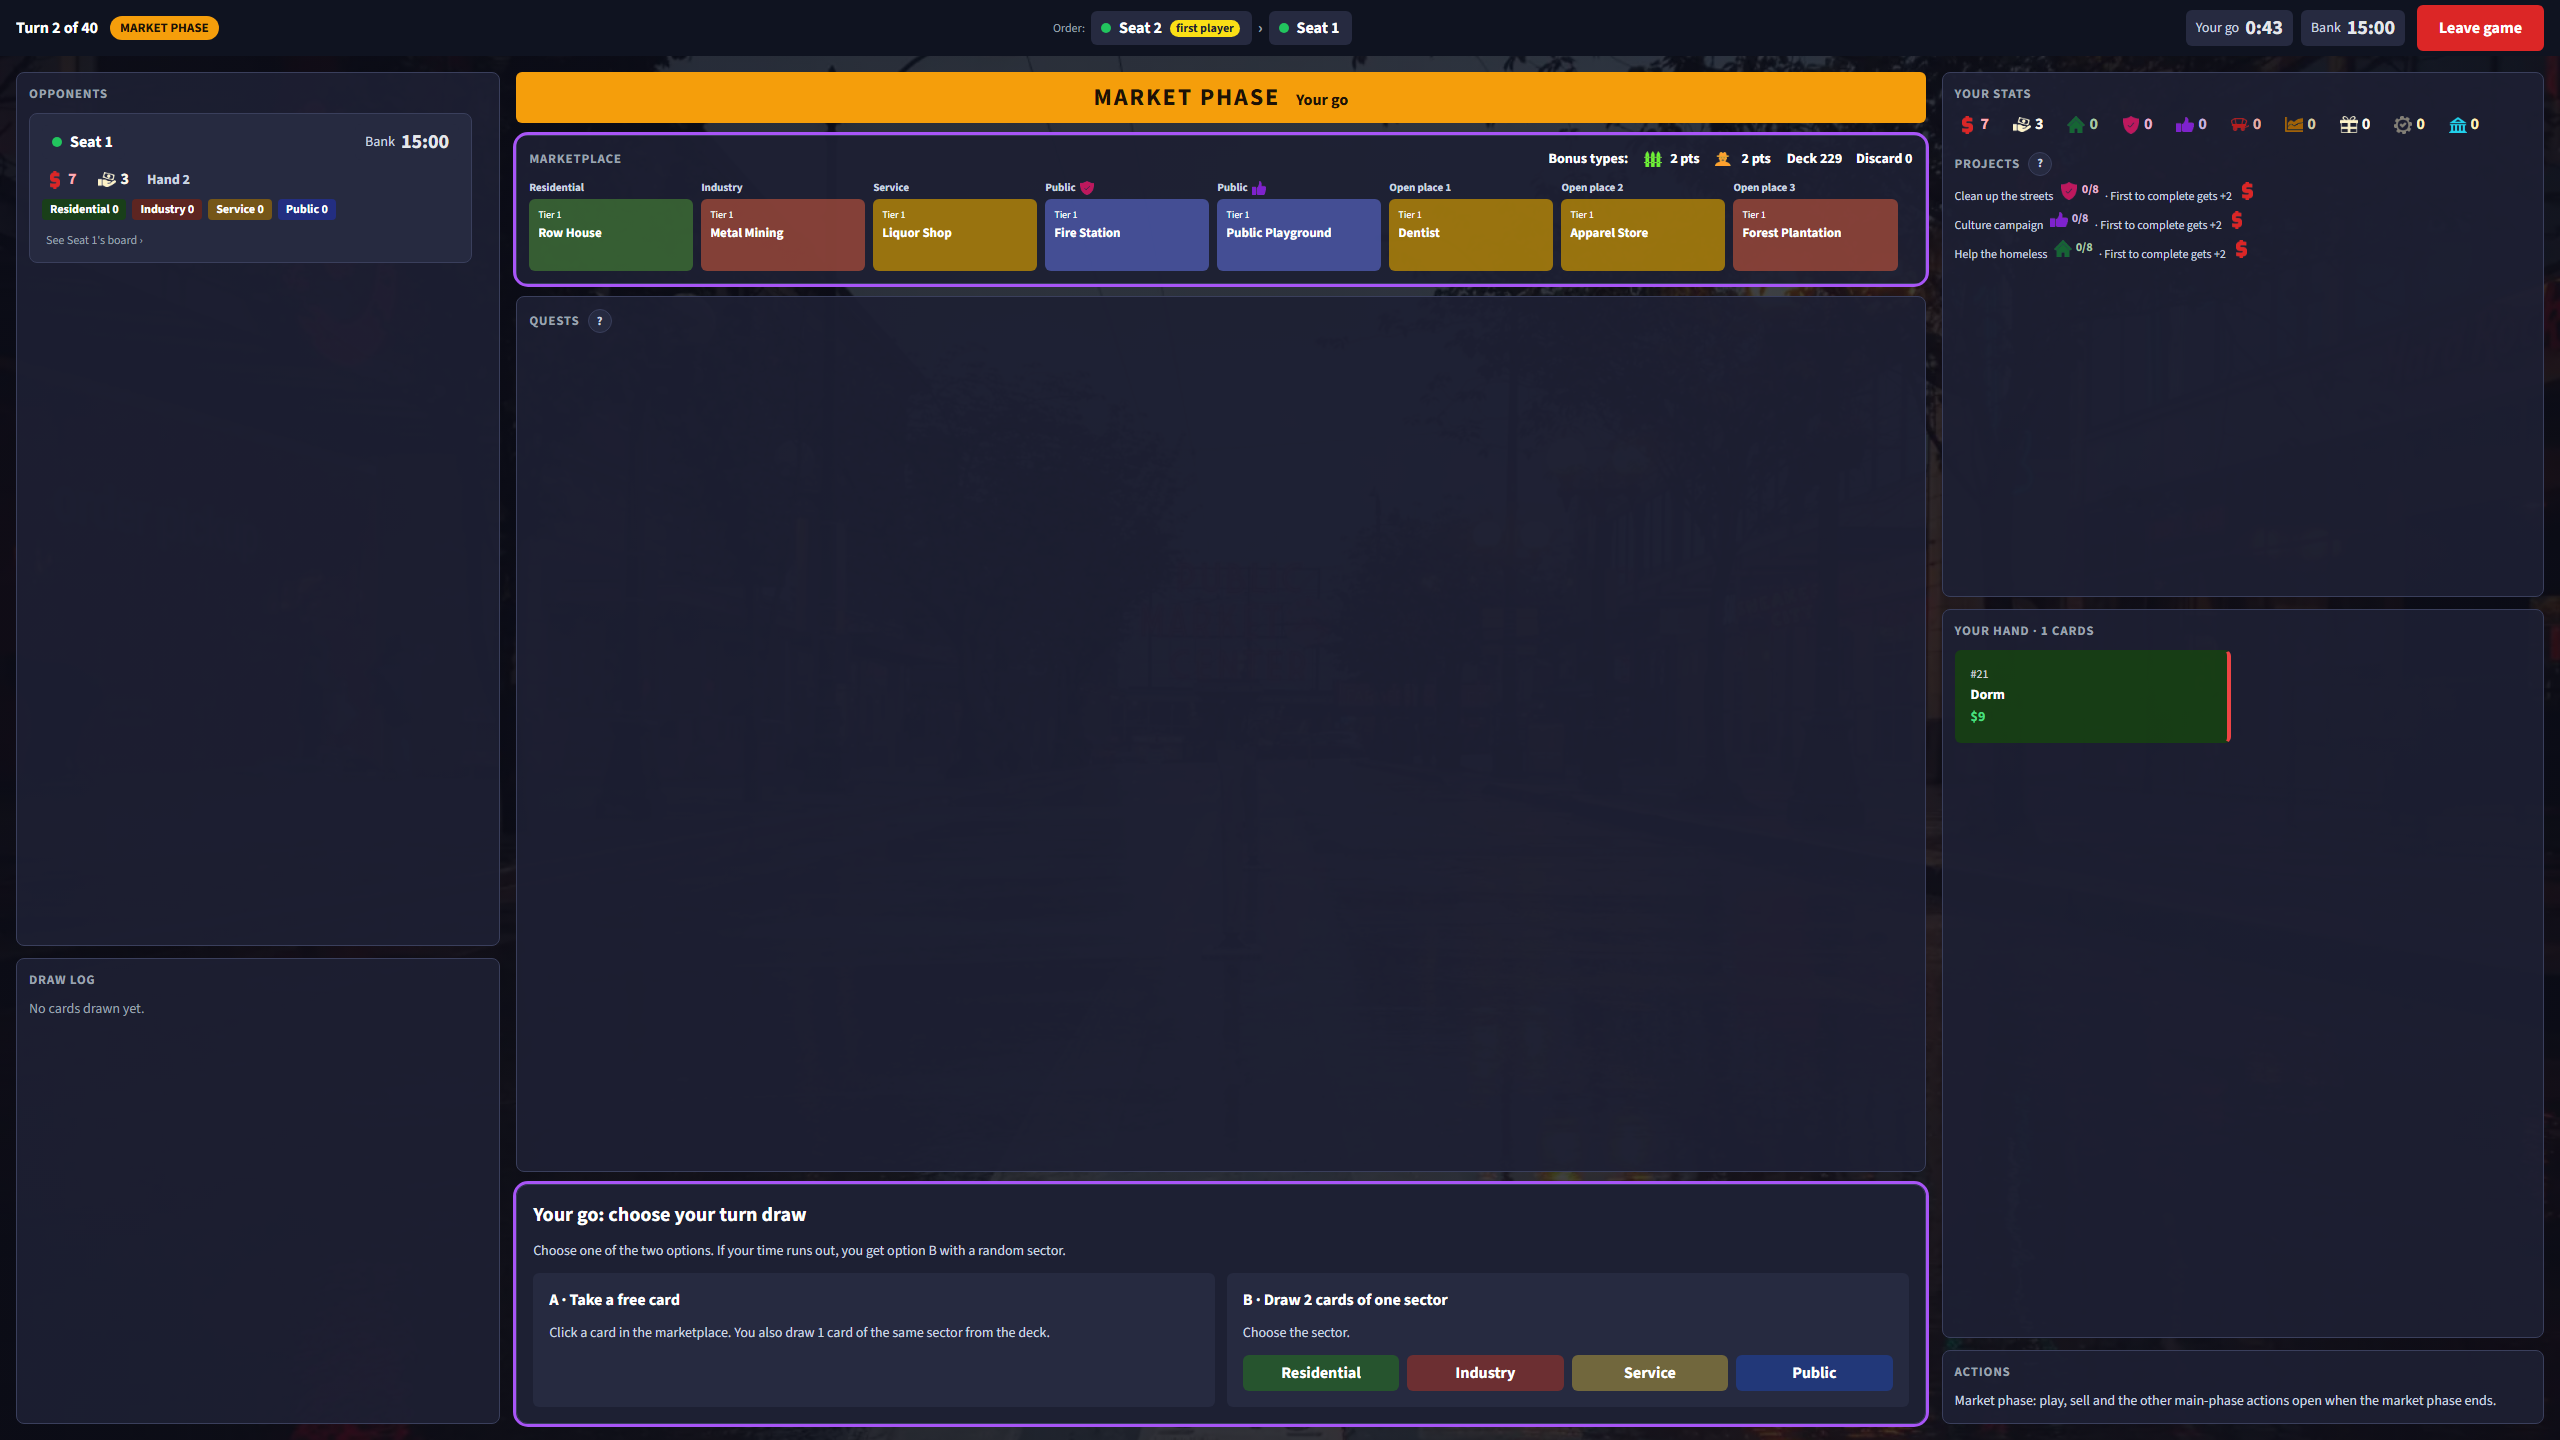 Turn 2 of 40 MARKET PHASE
Order: Seat 2 first player › Seat 1
Your go 0:43 Bank 15:00 Leave game
OPPONENTS
Seat 1 Bank 15:00
7 3 Hand 2
Residential 0 Industry 0 Service 0 Public 0
See Seat 1's board ›
DRAW LOG
No cards drawn yet.
MARKET PHASE Your go
MARKETPLACE Bonus types: 2 pts 2 pts Deck 229 Discard 0
Residential Industry Service Public Public Open place 1 Open place 2 Open place 3
Tier 1 Tier 1 Tier 1 Tier 1 Tier 1 Tier 1 Tier 1 Tier 1
Row House Metal Mining Liquor Shop Fire Station Public Playground Dentist Apparel Store Forest Plantation
QUESTS ?
Your go: choose your turn draw
Choose one of the two options. If your time runs out, you get option B with a random sector.
A · Take a free card
Click a card in the marketplace. You also draw 1 card of the same sector from the deck.
B · Draw 2 cards of one sector
Choose the sector.
Residential Industry Service Public
YOUR STATS
7 3 0 0 0 0 0 0 0 0
PROJECTS ?
Clean up the streets 0/8 · First to complete gets +2
Culture campaign 0/8 · First to complete gets +2
Help the homeless 0/8 · First to complete gets +2
YOUR HAND · 1 CARDS
#21
Dorm
$9
ACTIONS
Market phase: play, sell and the other main-phase actions open when the market phase ends.